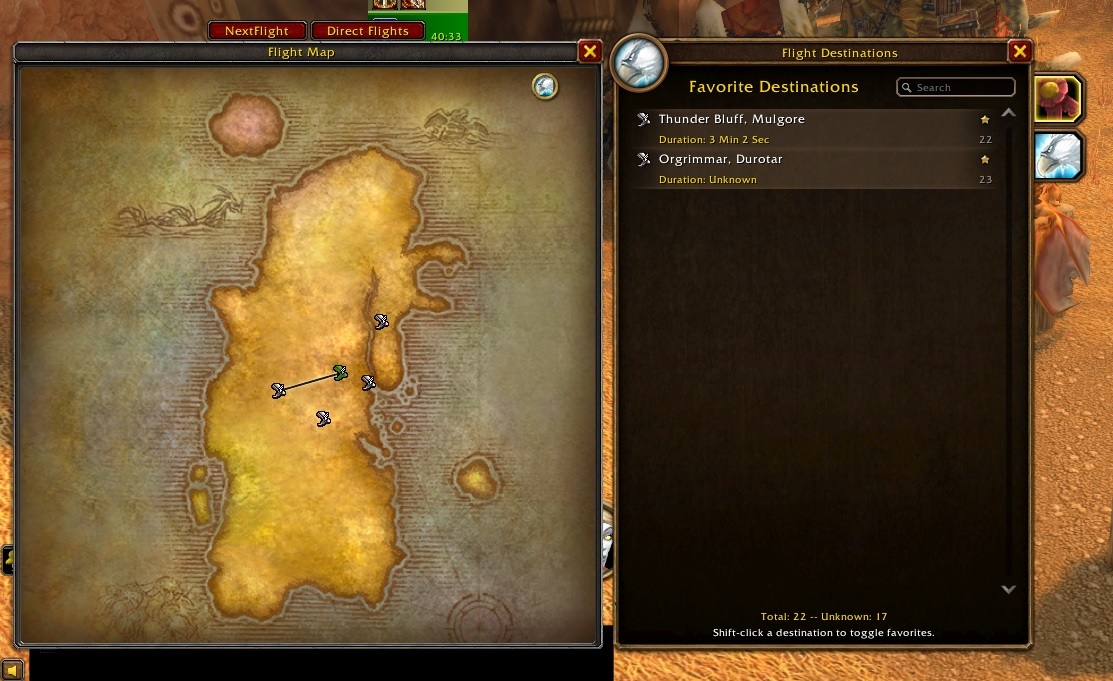 NextFlight
Direct Flights
40:33
Flight Map
Flight Destinations
Favorite Destinations
Search
Thunder Bluff, Mulgore
Duration: 3 Min 2 Sec
22
Orgrimmar, Durotar
Duration: Unknown
23
Total: 22 -- Unknown: 17
Shift-click a destination to toggle favorites.